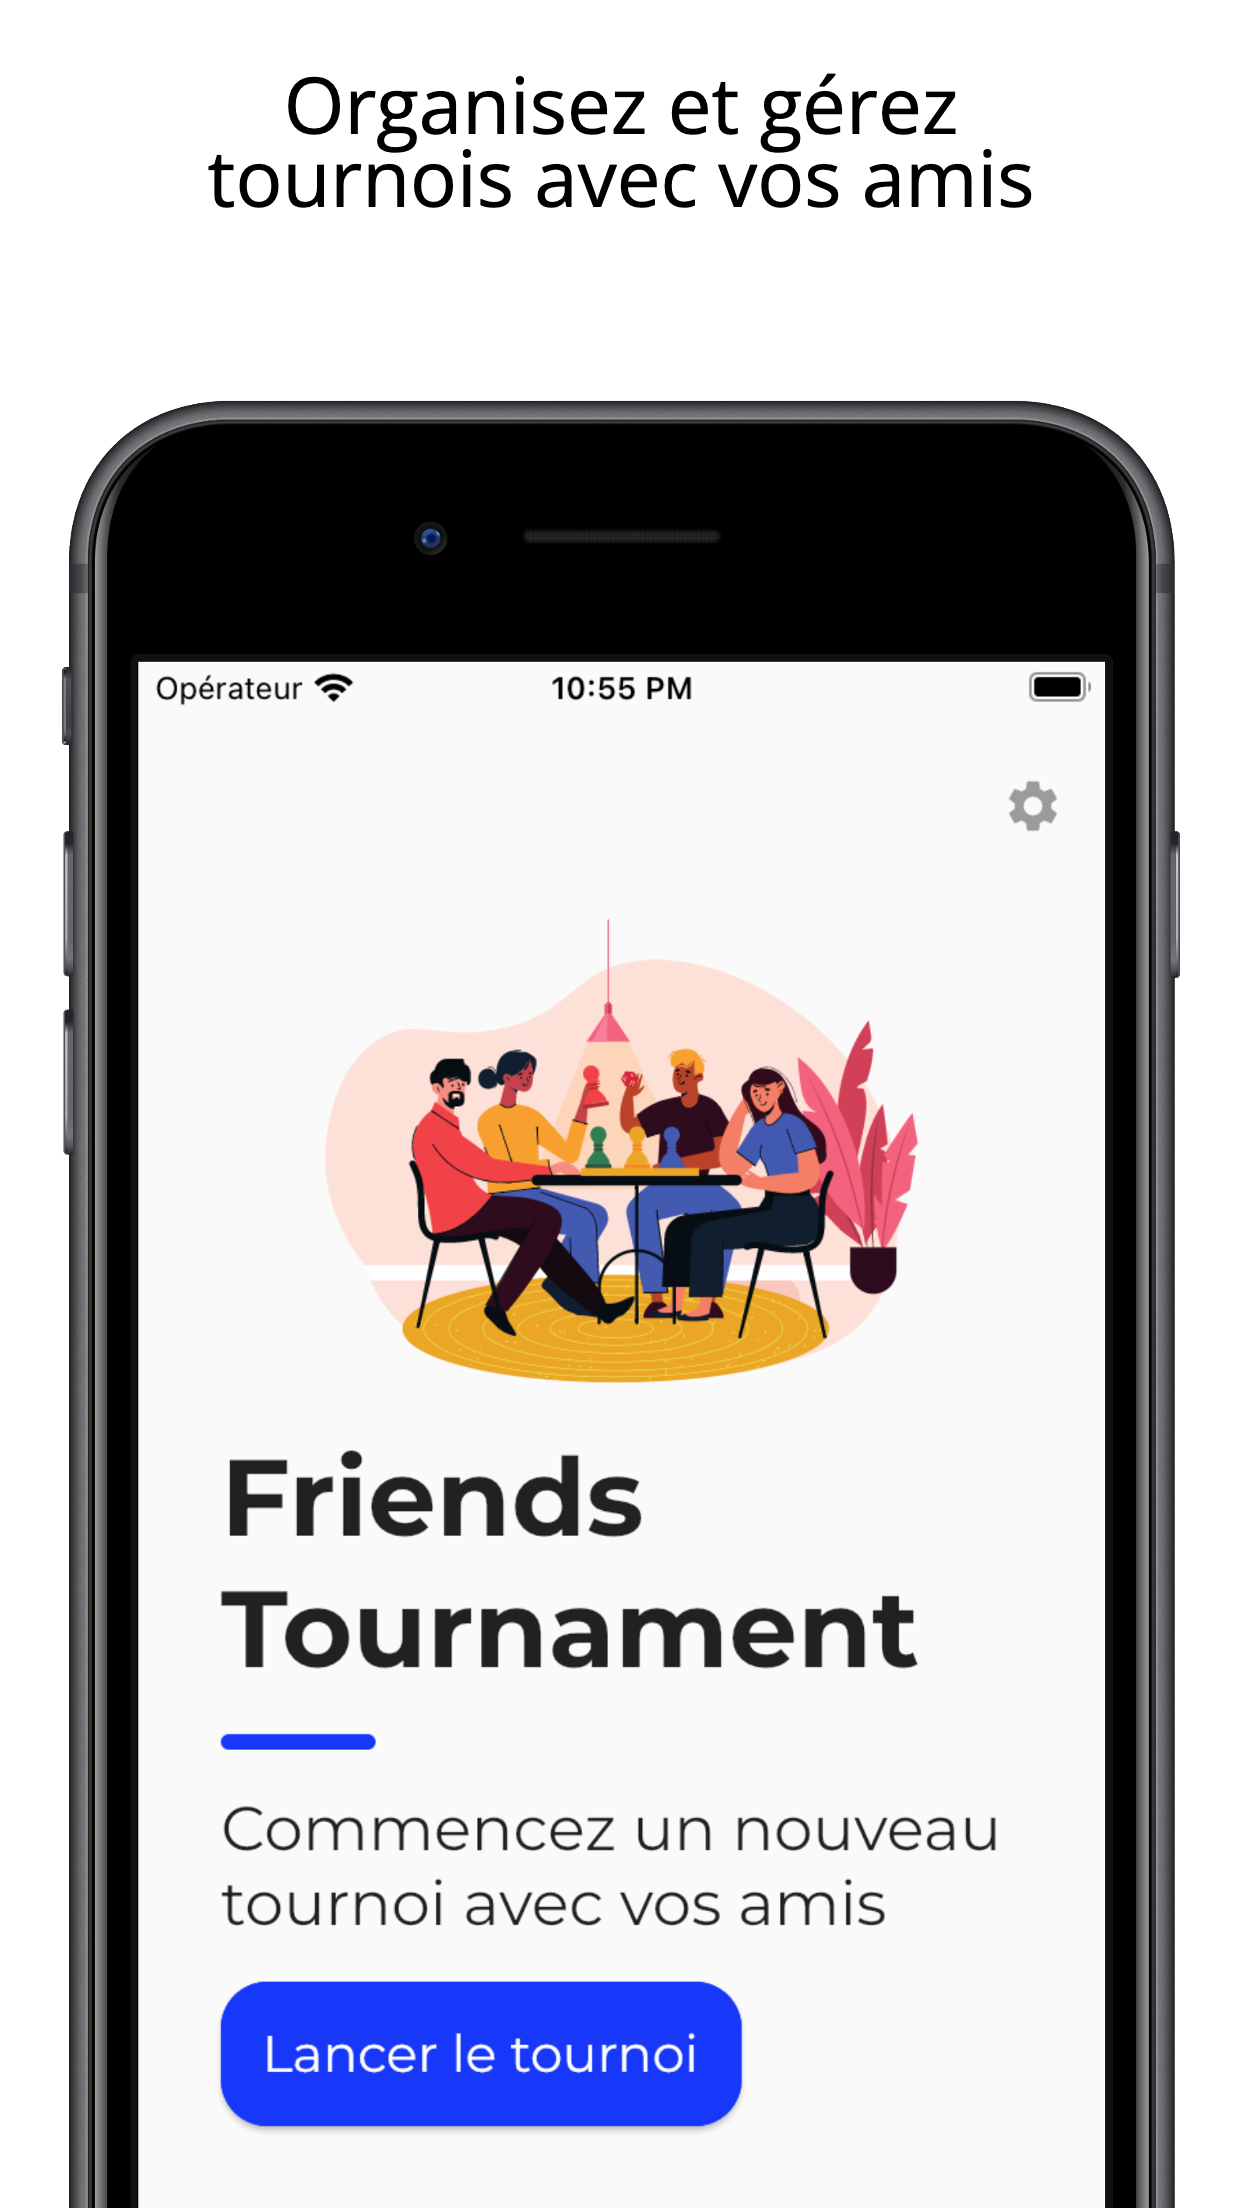 Organisez et gérez
tournois avec vos amis
Opérateur 10:55 PM
Friends
Tournament
Commencez un nouveau
tournoi avec vos amis
Lancer le tournoi